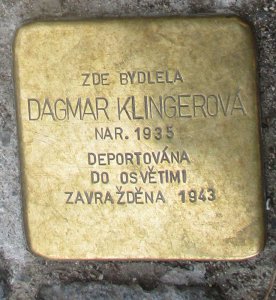 ZDE BYDLELA
DAGMAR KLINGEROVÁ
NAR. 1935
DEPORTOVÁNA
DO OSVĚTIMI
ZAVRAŽDĚNA 1943